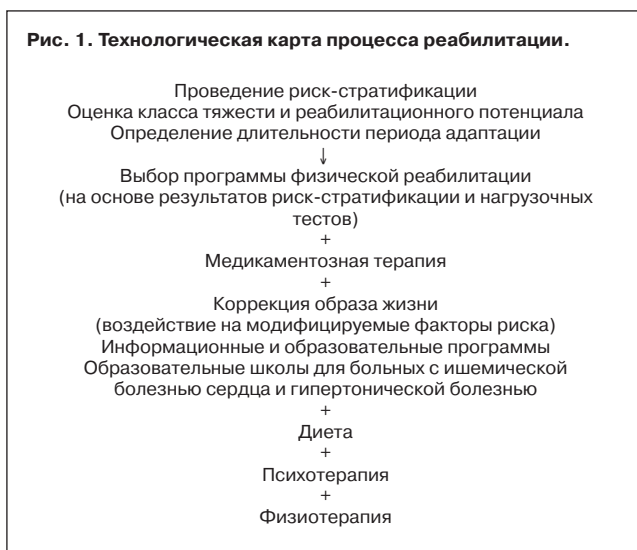 Рис. 1. Технологическая карта процесса реабилитации.
Проведение риск-стратификации
Оценка класса тяжести и реабилитационного потенциала
Определение длительности периода адаптации
↓
Выбор программы физической реабилитации
(на основе результатов риск-стратификации и нагрузочных
тестов)
+
Медикаментозная терапия
+
Коррекция образа жизни
(воздействие на модифицируемые факторы риска)
Информационные и образовательные программы
Образовательные школы для больных с ишемической
болезнью сердца и гипертонической болезнью
+
Диета
+
Психотерапия
+
Физиотерапия